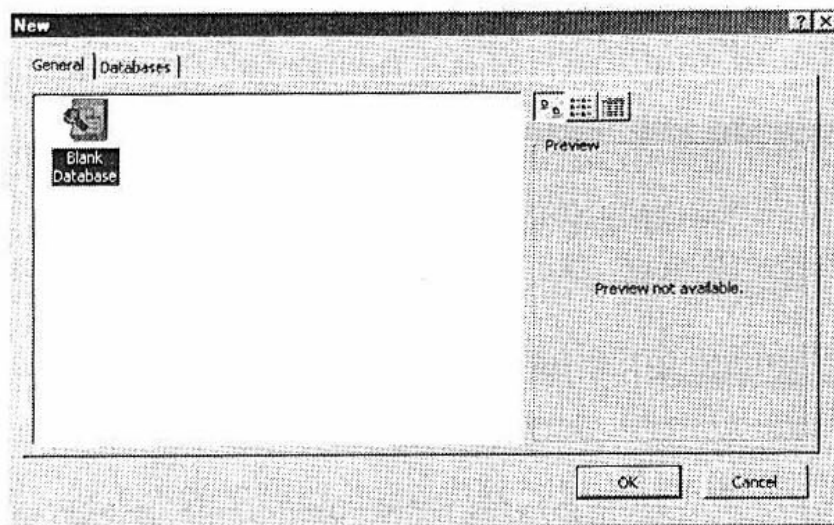 New
General Databases
Blank
Database
Preview
Preview not available.
OK Cancel